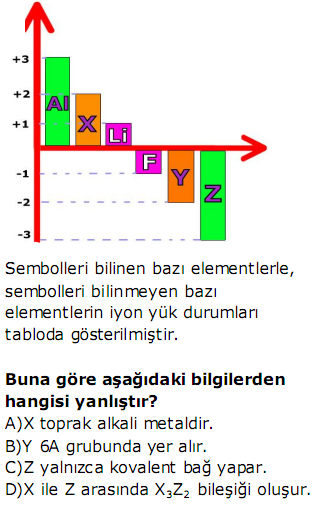 +3
+2
+1
-1
-2
-3
Al
X
Li
F
Y
Z
Sembolleri bilinen bazı elementlerle,
sembolleri bilinmeyen bazı
elementlerin iyon yük durumları
tabloda gösterilmiştir.
Buna göre aşağıdaki bilgilerden
hangisi yanlıştır?
A)X toprak alkali metaldir.
B)Y 6A grubunda yer alır.
C)Z yalnızca kovalent bağ yapar.
D)X ile Z arasında X₃Z₂ bileşiği oluşur.